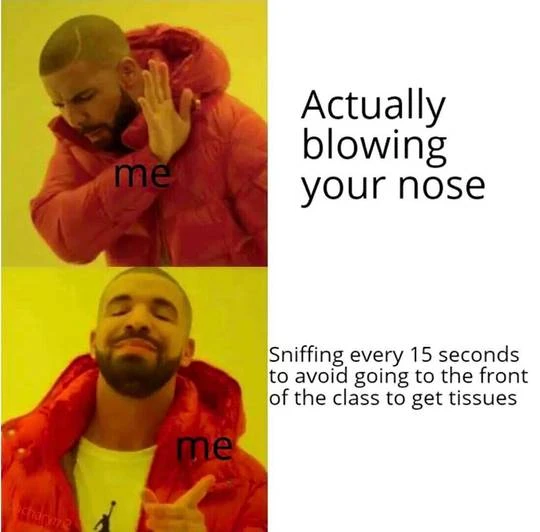 Actually
blowing
your nose
me
Sniffing every 15 seconds
to avoid going to the front
of the class to get tissues
me